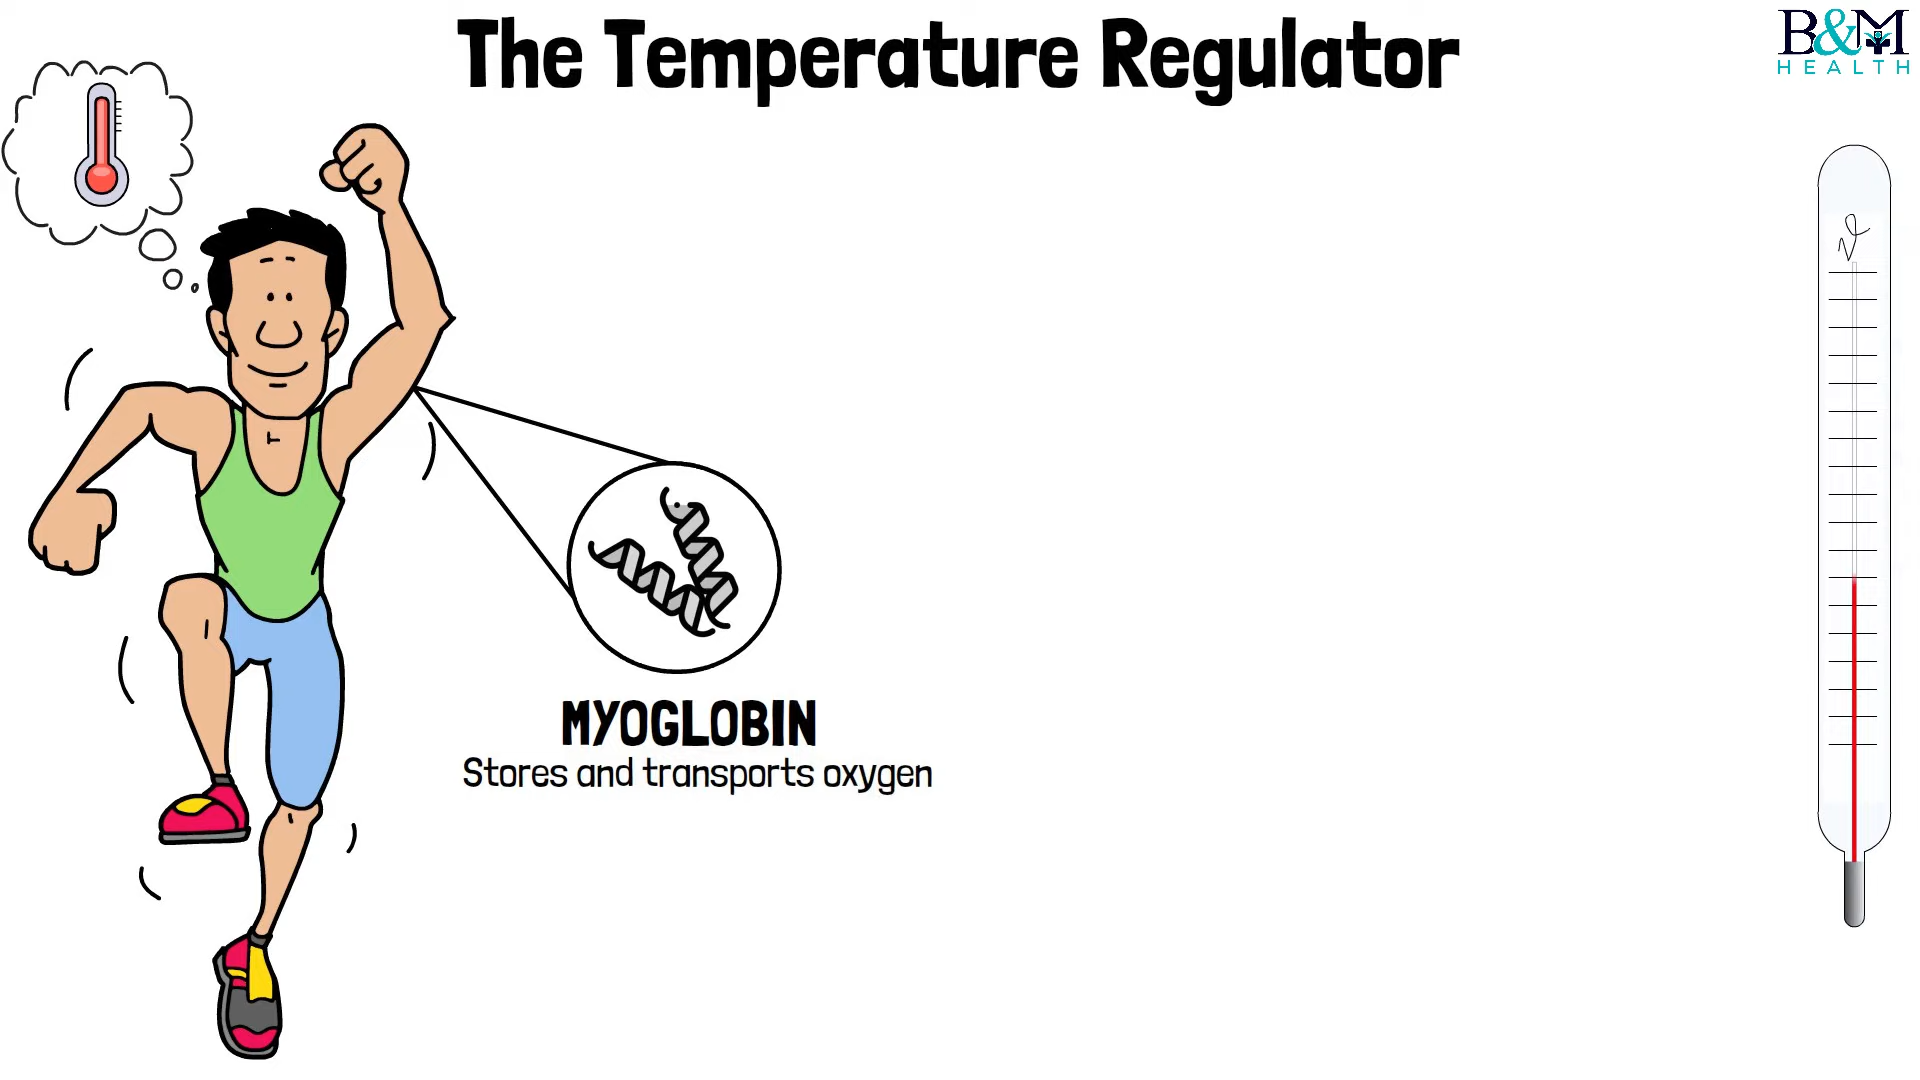 The Temperature Regulator
B&M
HEALTH
MYOGLOBIN
Stores and transports oxygen